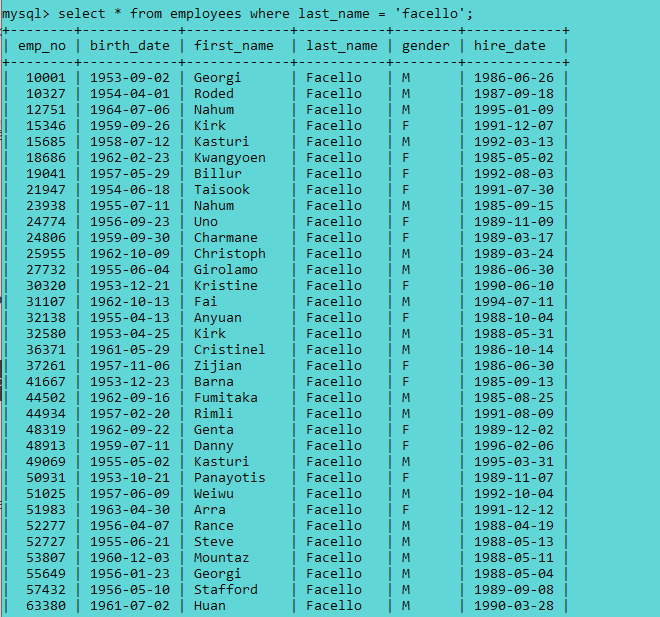 mysql> select * from employees where last_name = 'facello';
+--------+------------+------------+-----------+--------+------------+
| emp_no | birth_date | first_name | last_name | gender | hire_date |
+--------+------------+------------+-----------+--------+------------+
| 10001 | 1953-09-02 | Georgi | Facello | M | 1986-06-26 |
| 10327 | 1954-04-01 | Roded | Facello | M | 1987-09-18 |
| 12751 | 1964-07-06 | Nahum | Facello | M | 1995-01-09 |
| 15346 | 1959-09-26 | Kirk | Facello | F | 1991-12-07 |
| 15685 | 1958-07-12 | Kasturi | Facello | M | 1992-03-13 |
| 18686 | 1962-02-23 | Kwangyoen | Facello | F | 1985-05-02 |
| 19041 | 1957-05-29 | Billur | Facello | F | 1992-08-03 |
| 21947 | 1954-06-18 | Taisook | Facello | F | 1991-07-30 |
| 23938 | 1955-07-11 | Nahum | Facello | M | 1985-09-15 |
| 24774 | 1956-09-23 | Uno | Facello | F | 1989-11-09 |
| 24806 | 1959-09-30 | Charmane | Facello | F | 1989-03-17 |
| 25955 | 1962-10-09 | Christoph | Facello | M | 1989-03-24 |
| 27732 | 1955-06-04 | Girolamo | Facello | M | 1986-06-30 |
| 30320 | 1953-12-21 | Kristine | Facello | F | 1990-06-10 |
| 31107 | 1962-10-13 | Fai | Facello | M | 1994-07-11 |
| 32138 | 1955-04-13 | Anyuan | Facello | F | 1988-10-04 |
| 32580 | 1953-04-25 | Kirk | Facello | M | 1988-05-31 |
| 36371 | 1961-05-29 | Cristinel | Facello | M | 1986-10-14 |
| 37261 | 1957-11-06 | Zijian | Facello | F | 1986-06-30 |
| 41667 | 1953-12-23 | Barna | Facello | F | 1985-09-13 |
| 44502 | 1962-09-16 | Fumitaka | Facello | M | 1985-08-25 |
| 44934 | 1957-02-20 | Rimli | Facello | M | 1991-08-09 |
| 48319 | 1962-09-22 | Genta | Facello | F | 1989-12-02 |
| 48913 | 1959-07-11 | Danny | Facello | F | 1996-02-06 |
| 49069 | 1955-05-02 | Kasturi | Facello | M | 1995-03-31 |
| 50931 | 1953-10-21 | Panayotis | Facello | F | 1989-11-07 |
| 51025 | 1957-06-09 | Weiwu | Facello | M | 1992-10-04 |
| 51983 | 1963-04-30 | Arra | Facello | F | 1991-12-12 |
| 52277 | 1956-04-07 | Rance | Facello | M | 1988-04-19 |
| 52727 | 1955-06-21 | Steve | Facello | M | 1988-05-13 |
| 53807 | 1960-12-03 | Mountaz | Facello | M | 1988-05-11 |
| 55649 | 1956-01-23 | Georgi | Facello | M | 1988-05-04 |
| 57432 | 1956-05-10 | Stafford | Facello | M | 1989-09-08 |
| 63380 | 1961-07-02 | Huan | Facello | M | 1990-03-28 |